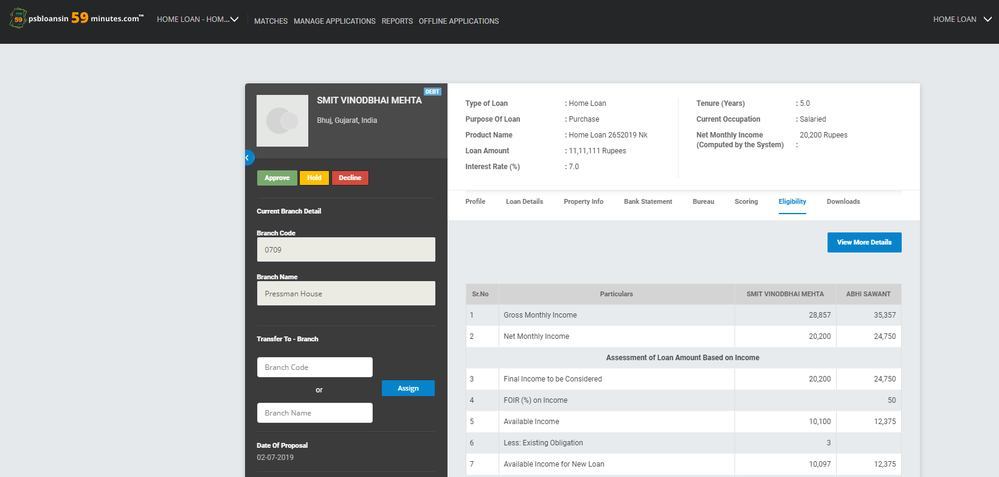 PSB
59
psbloansin 59 minutes.com™
HOME LOAN - HOM...
MATCHES
MANAGE APPLICATIONS
REPORTS
OFFLINE APPLICATIONS
HOME LOAN
DEBT
SMIT VINODBHAI MEHTA
Bhuj, Gujarat, India
Approve
Hold
Decline
Current Branch Detail
Branch Code
0709
Branch Name
Pressman House
Transfer To - Branch
Branch Code
or
Assign
Branch Name
Date Of Proposal
02-07-2019
Type of Loan : Home Loan
Purpose Of Loan : Purchase
Product Name : Home Loan 2652019 Nk
Loan Amount : 11,11,111 Rupees
Interest Rate (%) : 7.0
Tenure (Years) : 5.0
Current Occupation : Salaried
Net Monthly Income 20,200 Rupees
(Computed by the System) :
Profile Loan Details Property Info Bank Statement Bureau Scoring Eligibility Downloads
View More Details
Sr.No Particulars SMIT VINODBHAI MEHTA ABHI SAWANT
1 Gross Monthly Income 28,857 35,357
2 Net Monthly Income 20,200 24,750
Assessment of Loan Amount Based on Income
3 Final Income to be Considered 20,200 24,750
4 FOIR (%) on Income 50
5 Available Income 10,100 12,375
6 Less: Existing Obligation 3
7 Available Income for New Loan 10,097 12,375